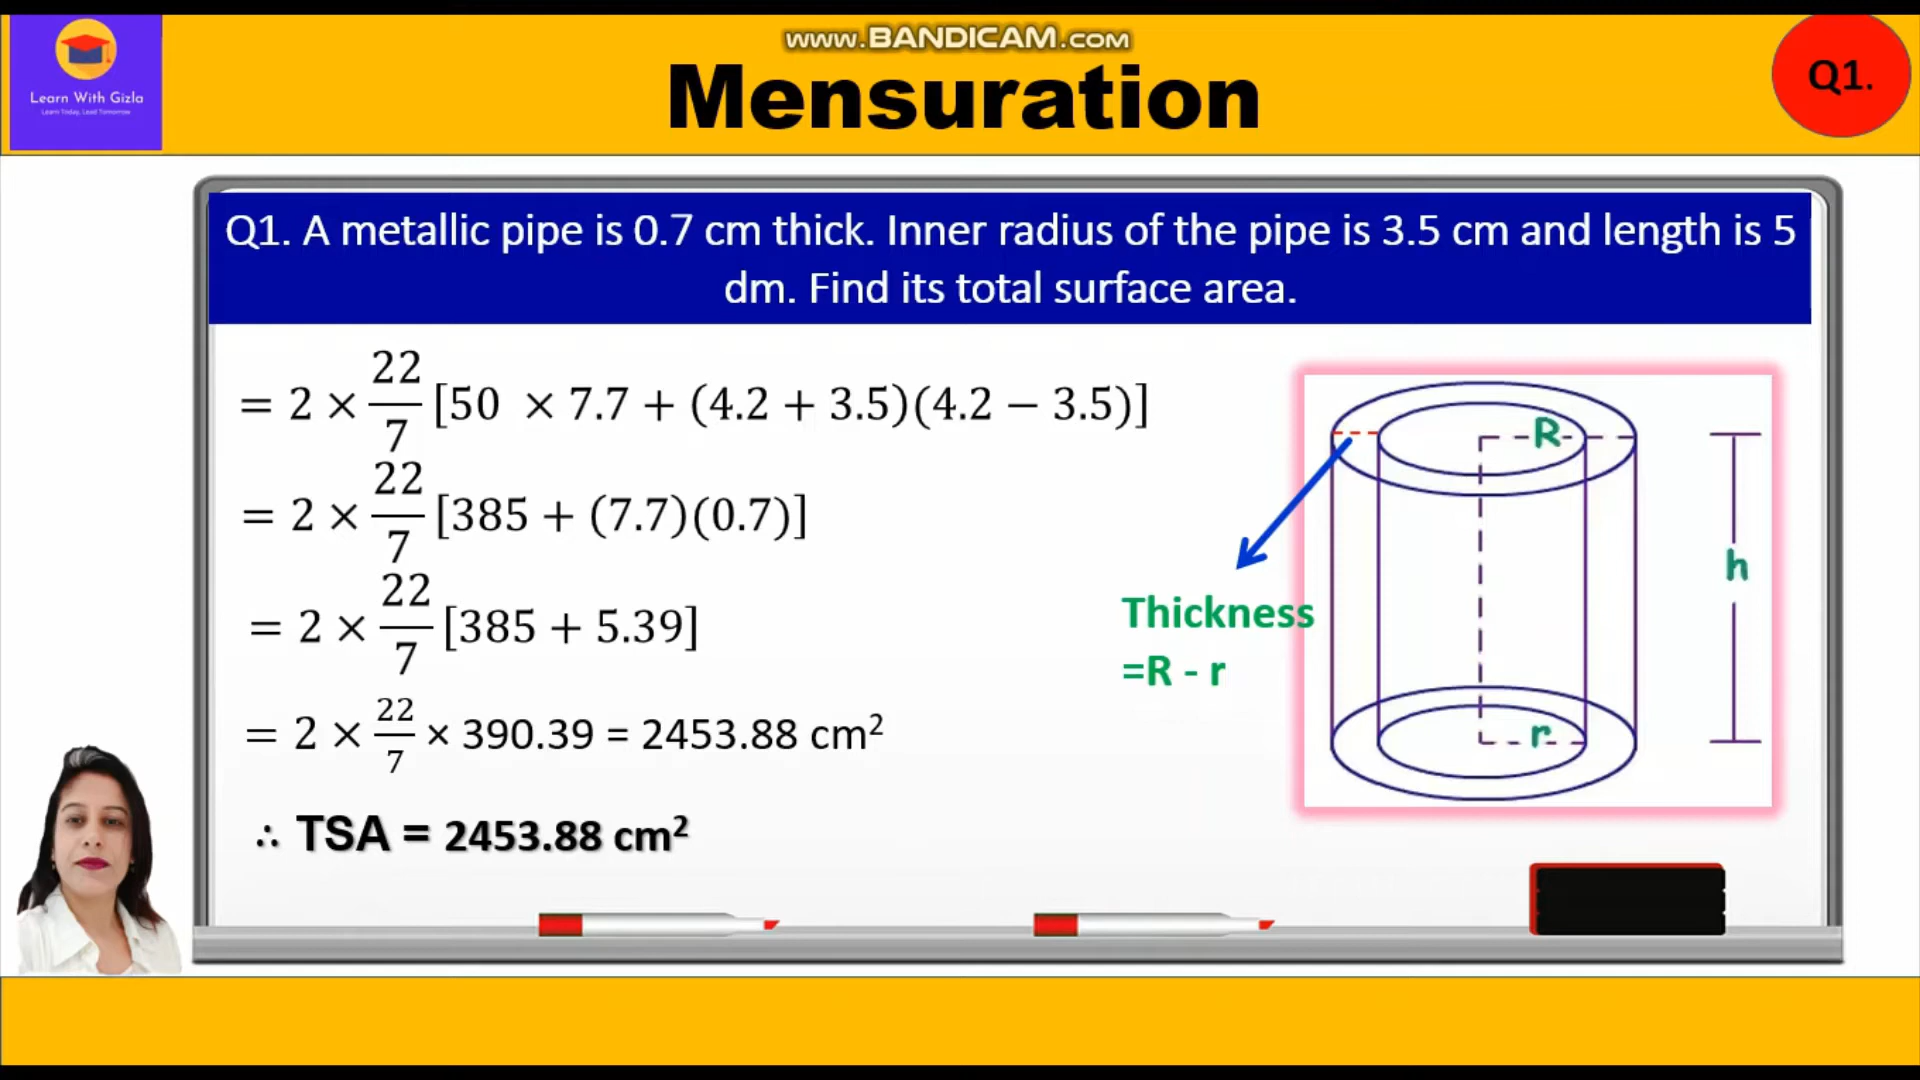 www.BANDICAM.com
Learn With Gizla
Learn Today, Lead Tomorrow
Mensuration
Q1.
Q1. A metallic pipe is 0.7 cm thick. Inner radius of the pipe is 3.5 cm and length is 5
dm. Find its total surface area.
= 2 × 22/7 [50 × 7.7 + (4.2 + 3.5)(4.2 − 3.5)]
= 2 × 22/7 [385 + (7.7)(0.7)]
= 2 × 22/7 [385 + 5.39]
= 2 × 22/7 × 390.39 = 2453.88 cm²
∴ TSA = 2453.88 cm²
R
h
Thickness
=R - r
r